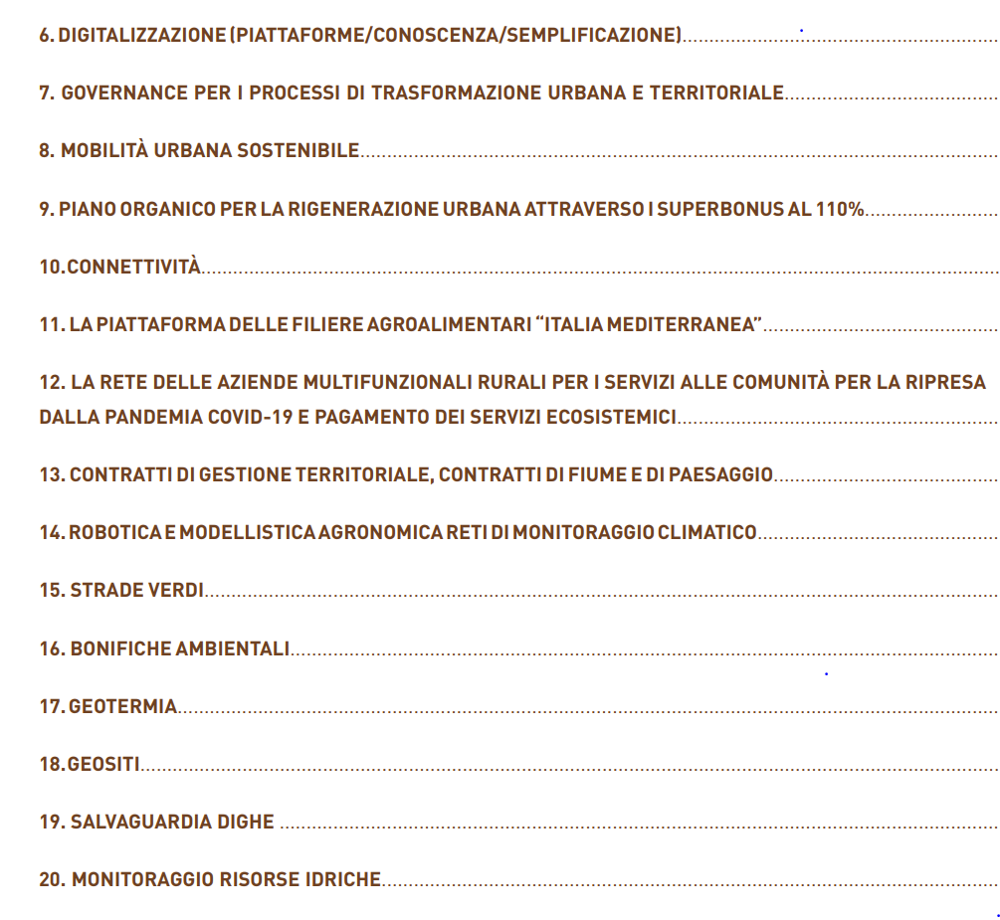 6. DIGITALIZZAZIONE (PIATTAFORME/CONOSCENZA/SEMPLIFICAZIONE)
7. GOVERNANCE PER I PROCESSI DI TRASFORMAZIONE URBANA E TERRITORIALE
8. MOBILITÀ URBANA SOSTENIBILE
9. PIANO ORGANICO PER LA RIGENERAZIONE URBANA ATTRAVERSO I SUPERBONUS AL 110%
10.CONNETTIVITÀ
11. LA PIATTAFORMA DELLE FILIERE AGROALIMENTARI “ITALIA MEDITERRANEA”
12. LA RETE DELLE AZIENDE MULTIFUNZIONALI RURALI PER I SERVIZI ALLE COMUNITÀ PER LA RIPRESA
DALLA PANDEMIA COVID-19 E PAGAMENTO DEI SERVIZI ECOSISTEMICI
13. CONTRATTI DI GESTIONE TERRITORIALE, CONTRATTI DI FIUME E DI PAESAGGIO
14. ROBOTICA E MODELLISTICA AGRONOMICA RETI DI MONITORAGGIO CLIMATICO
15. STRADE VERDI
16. BONIFICHE AMBIENTALI
17. GEOTERMIA
18.GEOSITI
19. SALVAGUARDIA DIGHE
20. MONITORAGGIO RISORSE IDRICHE